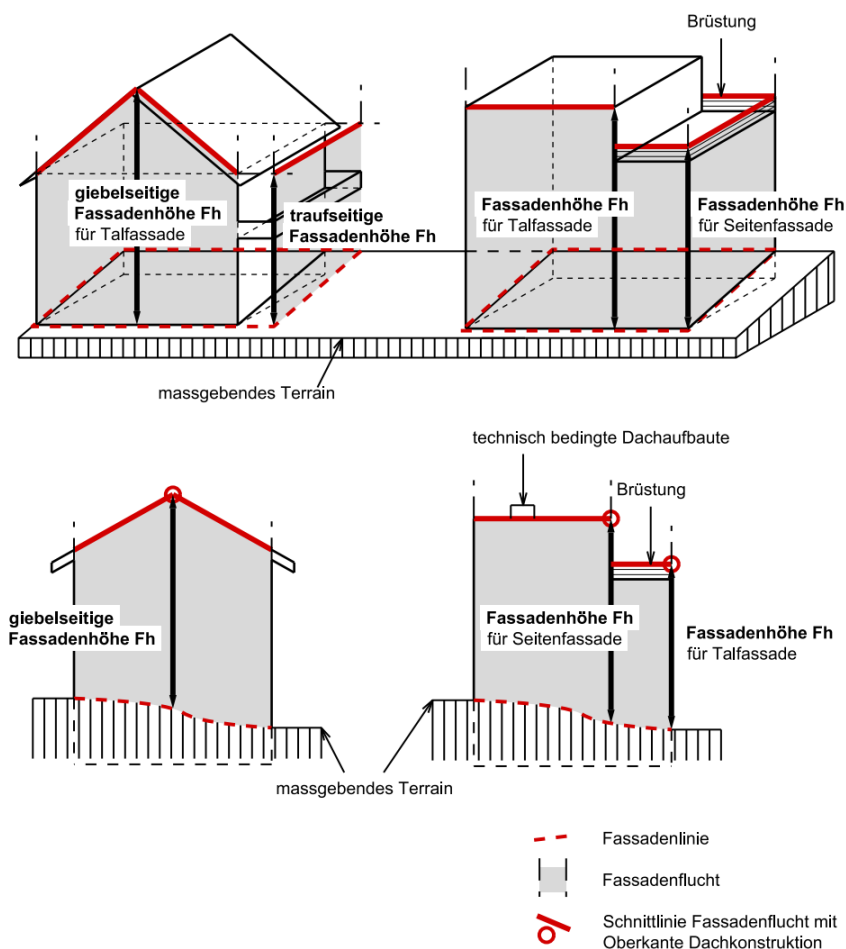 Brüstung
giebelseitige
Fassadenhöhe Fh
für Talfassade
traufseitige
Fassadenhöhe Fh
Fassadenhöhe Fh
für Talfassade
Fassadenhöhe Fh
für Seitenfassade
massgebendes Terrain
technisch bedingte Dachaufbaute
Brüstung
giebelseitige
Fassadenhöhe Fh
Fassadenhöhe Fh
für Seitenfassade
Fassadenhöhe Fh
für Talfassade
massgebendes Terrain
Fassadenlinie
Fassadenflucht
Schnittlinie Fassadenflucht mit
Oberkante Dachkonstruktion